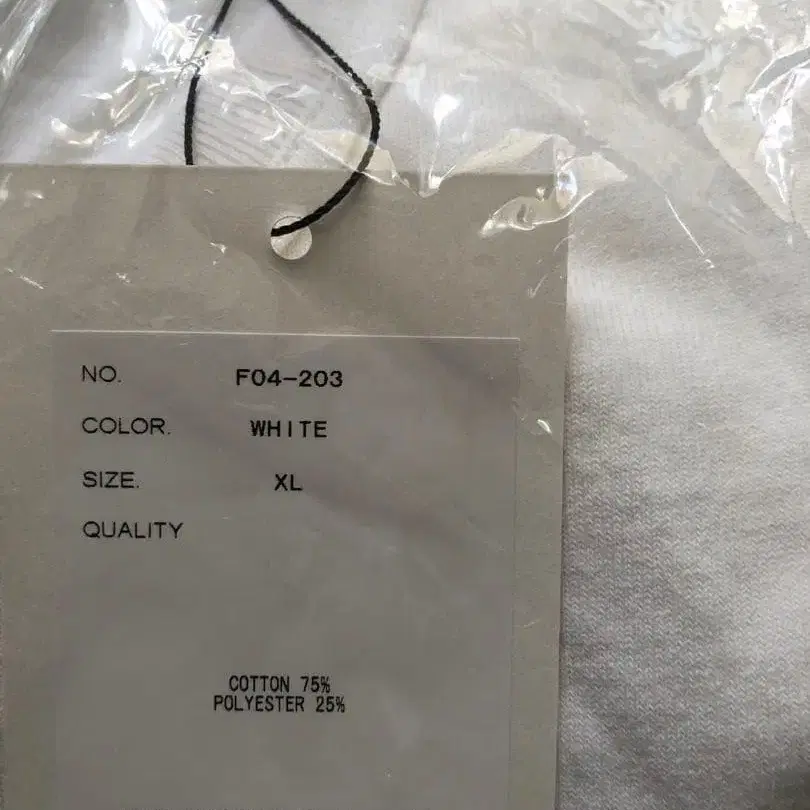 NO. F04-203
COLOR. WHITE
SIZE. XL
QUALITY
COTTON 75%
POLYESTER 25%